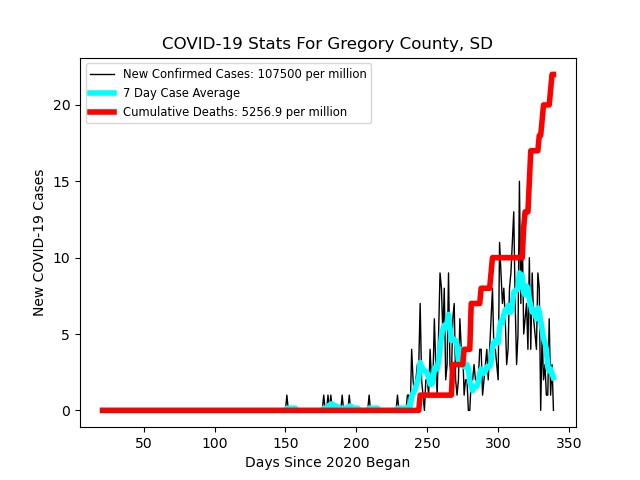 COVID-19 Stats For Gregory County, SD
New Confirmed Cases: 107500 per million
7 Day Case Average
Cumulative Deaths: 5256.9 per million
New COVID-19 Cases
20
15
10
5
0
50
100
150
200
250
300
350
Days Since 2020 Began